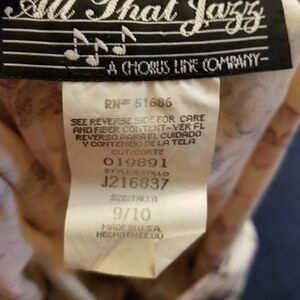 All That Jazz
A CHORUS LINE COMPANY
RN# 51686
SEE REVERSE SIDE FOR CARE
AND FIBER CONTENT-VER EL
REVERSO PARA EL CUIDADO
Y CONTENIDO DE LA TELA
CUT/CORTE
019891
STYLE/ESTILO
J216837
SIZE/TALLA
9/10
MADE IN U.S.A.
HECHO EN EE.UU